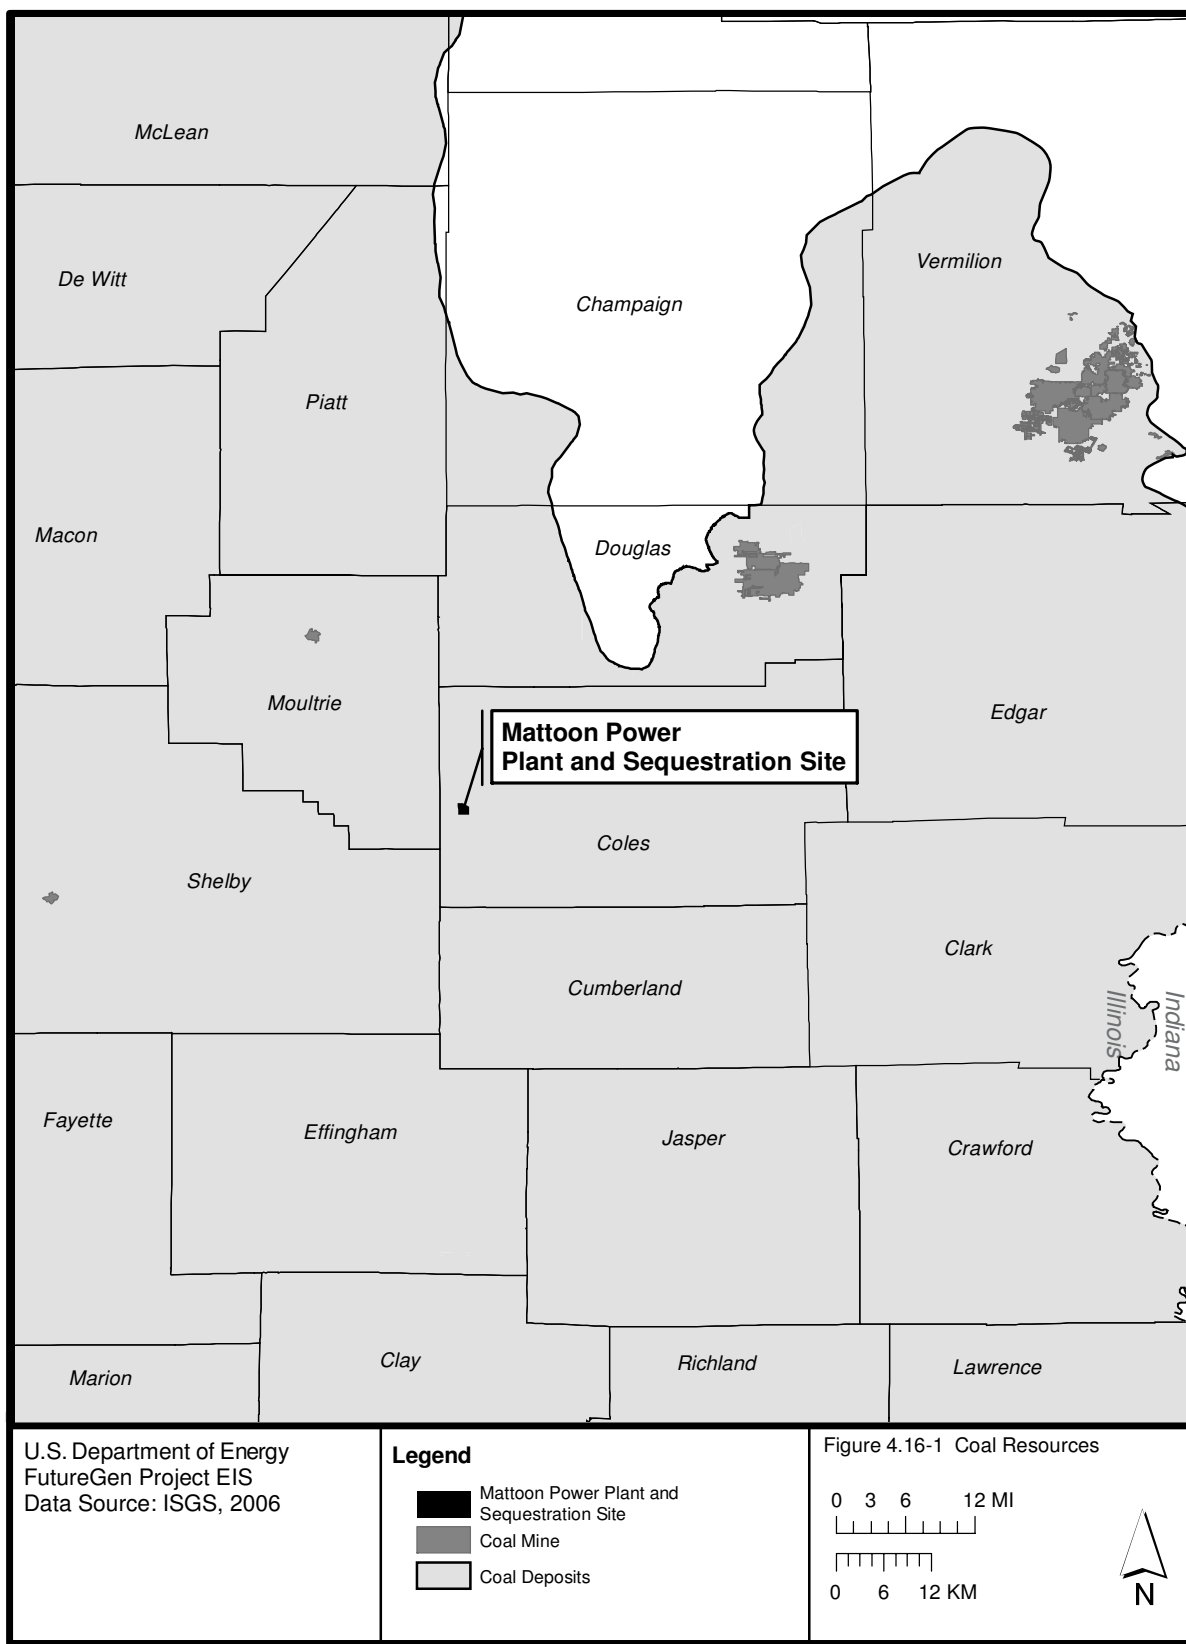 McLean
De Witt
Champaign
Vermilion
Piatt
Macon
Douglas
Moultrie
Edgar
Mattoon Power
Plant and Sequestration Site
Coles
Shelby
Clark
Cumberland
Illinois
Indiana
Fayette
Effingham
Jasper
Crawford
Marion
Clay
Richland
Lawrence
U.S. Department of Energy
FutureGen Project EIS
Data Source: ISGS, 2006
Legend
Mattoon Power Plant and
Sequestration Site
Coal Mine
Coal Deposits
Figure 4.16-1 Coal Resources
0 3 6 12 MI
0 6 12 KM
N